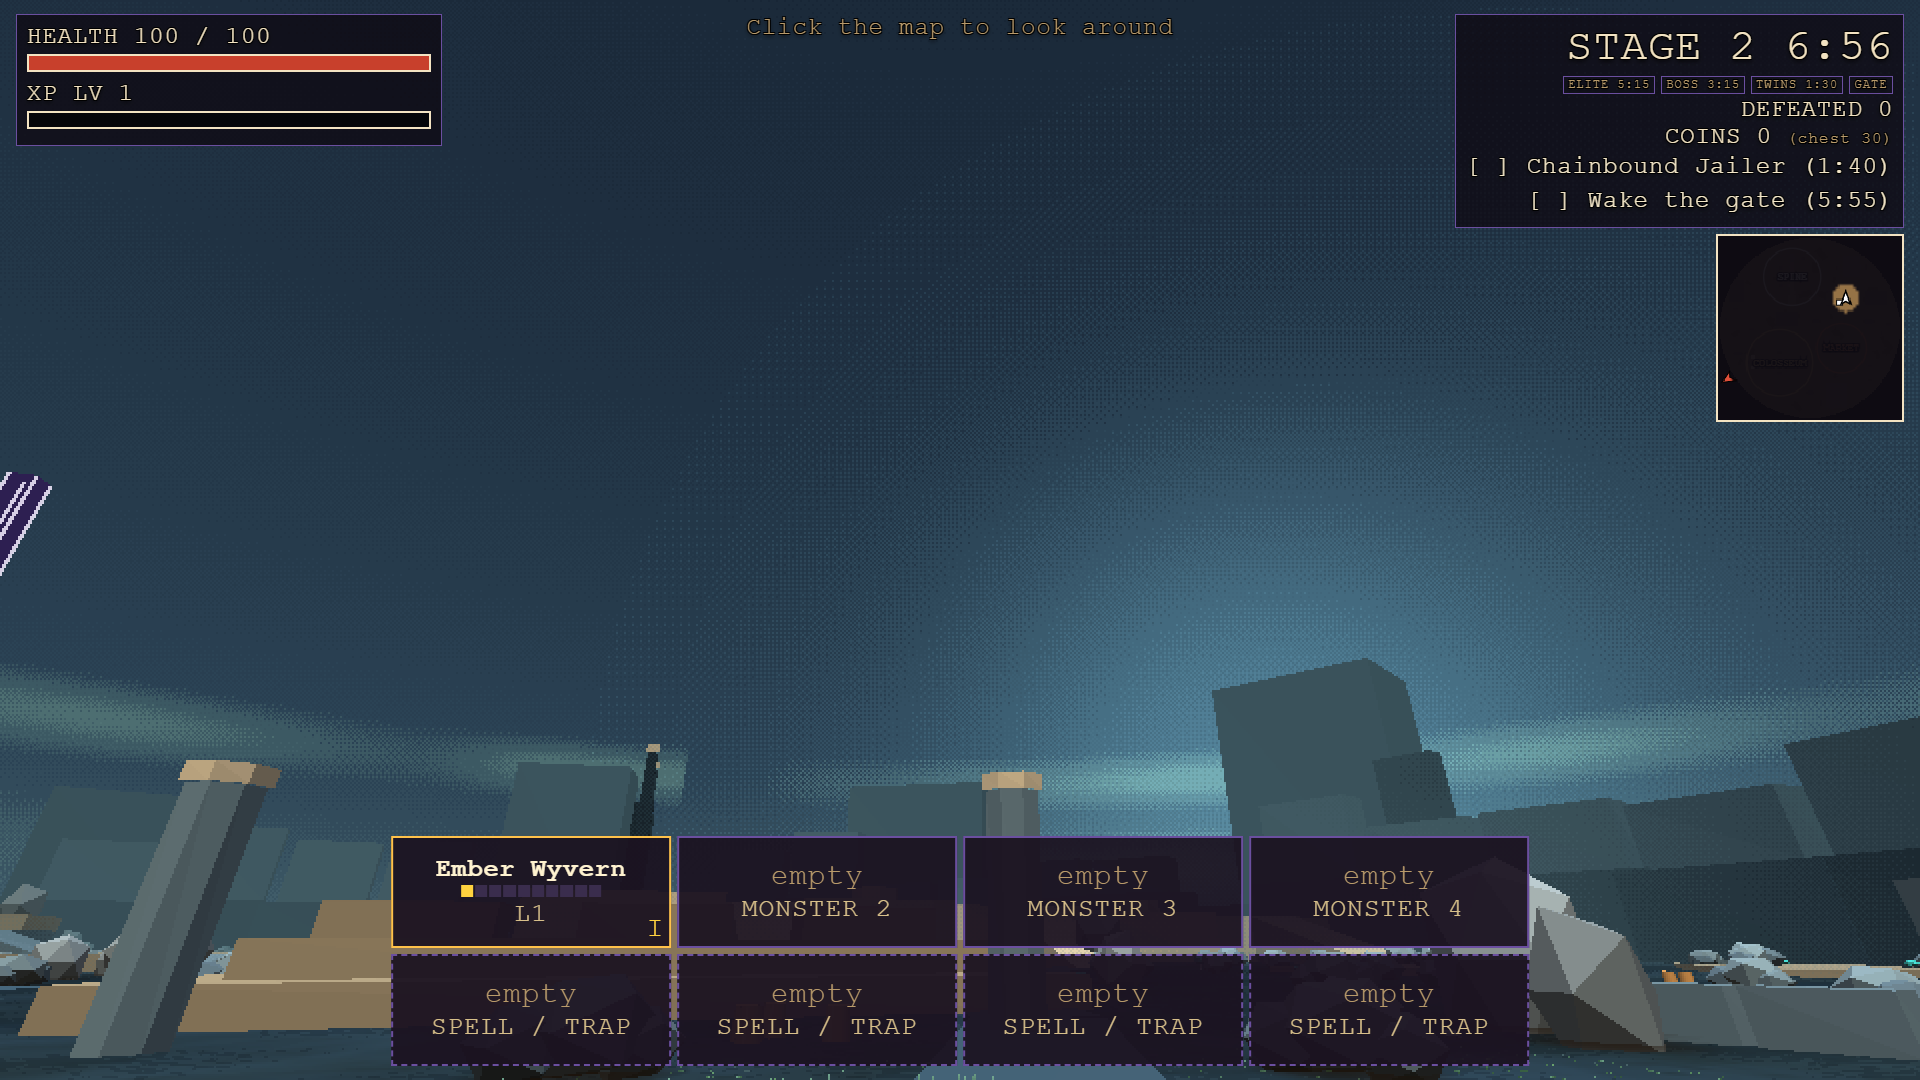 HEALTH 100 / 100
XP LV 1
Click the map to look around
STAGE 2 6:56
ELITE 5:15 BOSS 3:15 TWINS 1:30 GATE
DEFEATED 0
COINS 0 (chest 30)
[ ] Chainbound Jailer (1:40)
[ ] Wake the gate (5:55)
Ember Wyvern
L1
I
empty
MONSTER 2
empty
MONSTER 3
empty
MONSTER 4
empty
SPELL / TRAP
empty
SPELL / TRAP
empty
SPELL / TRAP
empty
SPELL / TRAP